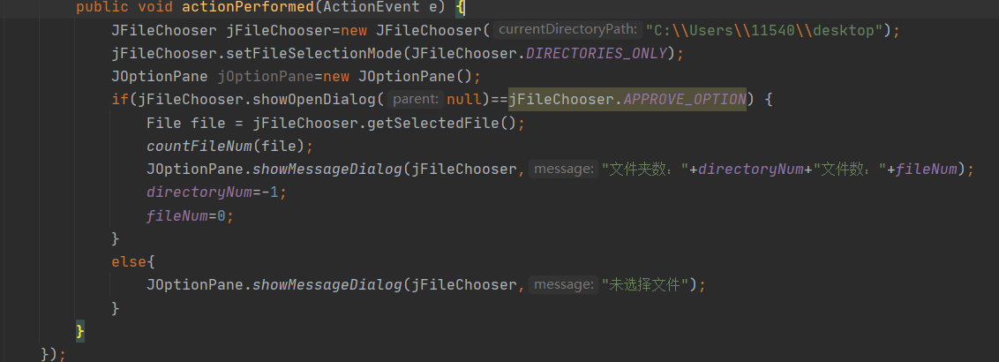 public void actionPerformed(ActionEvent e) {
JFileChooser jFileChooser=new JFileChooser( currentDirectoryPath: "C:\\Users\\11540\\desktop");
jFileChooser.setFileSelectionMode(JFileChooser.DIRECTORIES_ONLY);
JOptionPane jOptionPane=new JOptionPane();
if(jFileChooser.showOpenDialog( parent: null)==jFileChooser.APPROVE_OPTION) {
File file = jFileChooser.getSelectedFile();
countFileNum(file);
JOptionPane.showMessageDialog(jFileChooser, message: "文件夹数："+directoryNum+"文件数："+fileNum);
directoryNum=-1;
fileNum=0;
}
else{
JOptionPane.showMessageDialog(jFileChooser, message: "未选择文件");
}
}
});